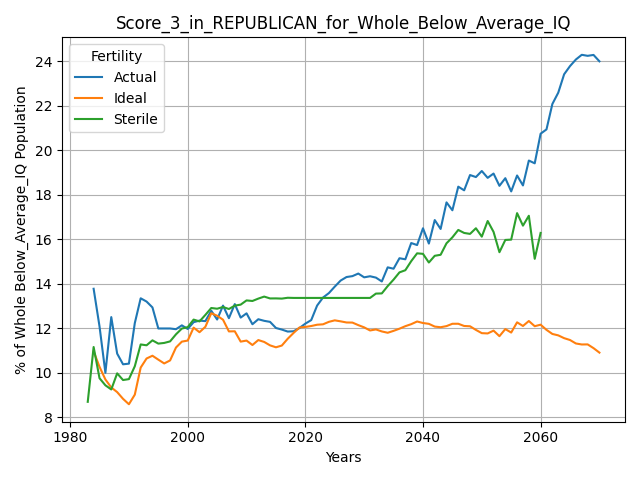 Score_3_in_REPUBLICAN_for_Whole_Below_Average_IQ
Fertility
Actual
Ideal
Sterile
% of Whole Below_Average_IQ Population
24
22
20
18
16
14
12
10
8
1980
2000
2020
2040
2060
Years